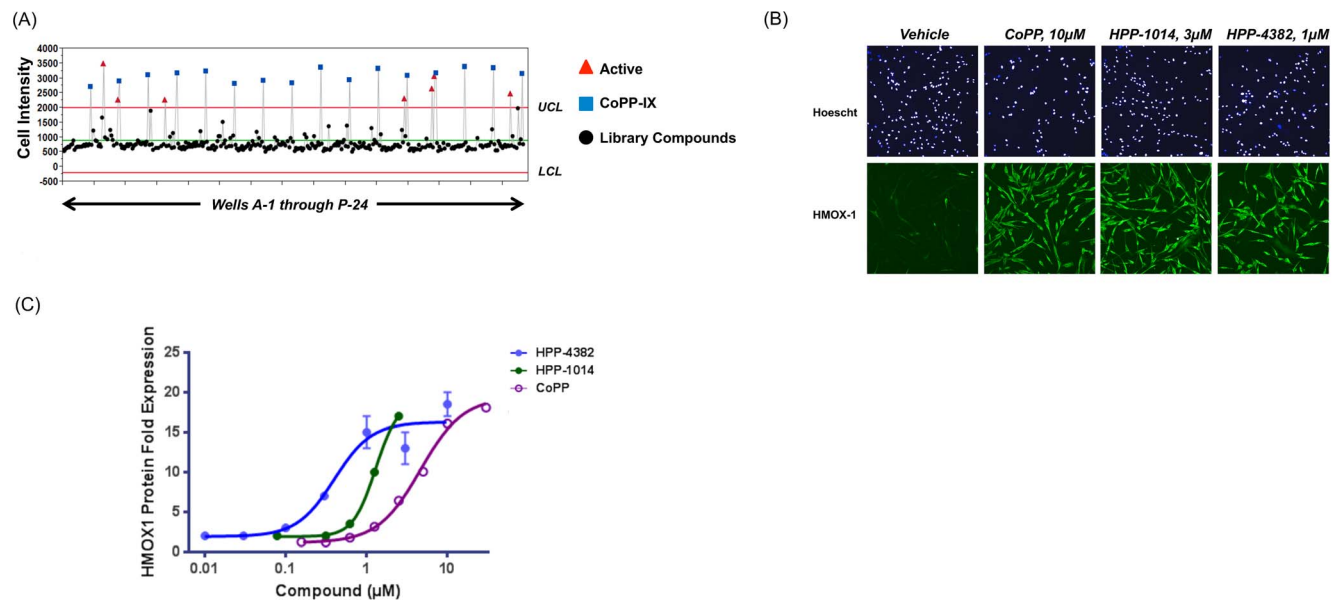 (A)
Cell Intensity
4000
3500
3000
2500
2000
1500
1000
500
0
-500
UCL
LCL
Wells A-1 through P-24
Active
CoPP-IX
Library Compounds
(B)
Vehicle
CoPP, 10µM
HPP-1014, 3µM
HPP-4382, 1µM
Hoescht
HMOX-1
(C)
HMOX1 Protein Fold Expression
25
20
15
10
5
0
0.01
0.1
1
10
Compound (µM)
HPP-4382
HPP-1014
CoPP